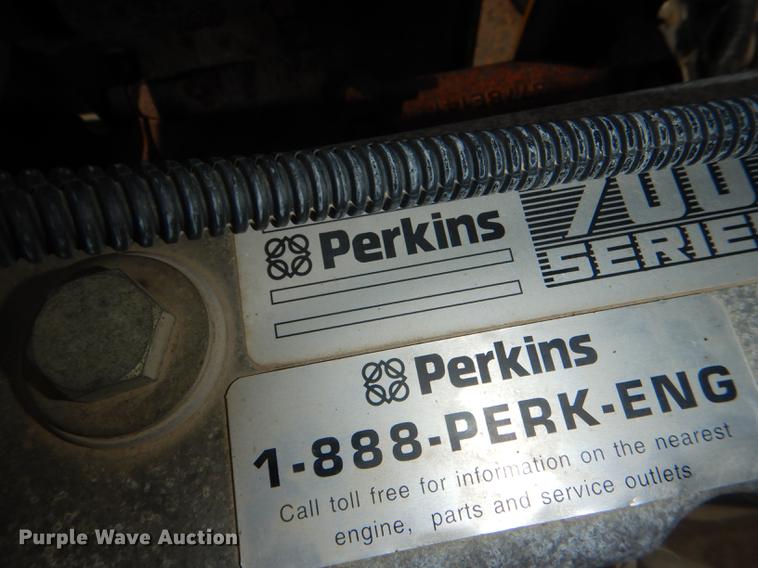 Perkins
700
SERIE
Perkins
1-888-PERK-ENG
Call toll free for information on the nearest
engine, parts and service outlets
Purple Wave Auction